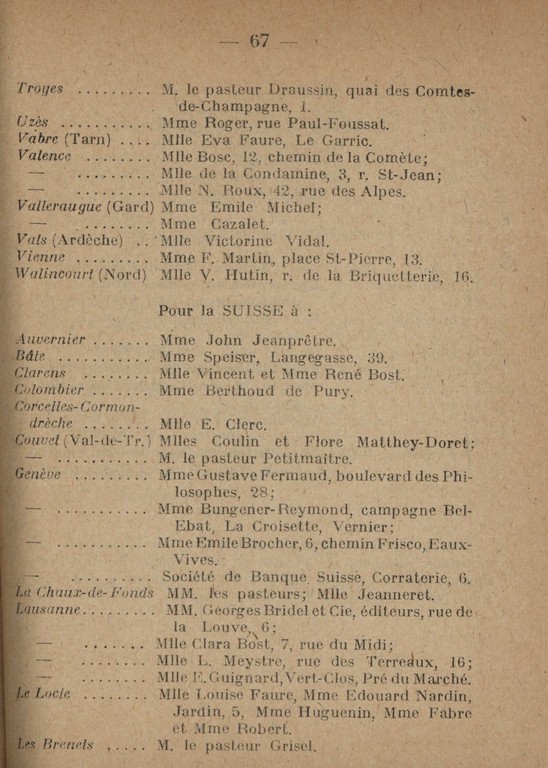 — 67 —
Troyes ......... M. le pasteur Draussin, quai des Comtes-
de-Champagne, 1.
Uzès ........... Mme Roger, rue Paul-Foussat.
Vabre (Tarn) .... Mlle Eva Faure, Le Garric.
Valence ........ Mlle Bosc, 12, chemin de la Comète;
— ......... Mlle de la Condamine, 3, r. St-Jean;
— ......... Mlle N. Roux, 42, rue des Alpes.
Valleraugue (Gard) Mme Emile Michel;
— ........ Mme Cazalet.
Vals (Ardèche) .. Mlle Victorine Vidal.
Vienne ......... Mme F. Martin, place St-Pierre, 13.
Walincourt (Nord) Mlle V. Hutin, r. de la Briquetterie, 16.
Pour la SUISSE à :
Auvernier ....... Mme John Jeanprêtre.
Bâle ........... Mme Speiser, Langegasse, 39.
Clarens ........ Mlle Vincent et Mme René Bost.
Colombier ....... Mme Berthoud de Pury.
Corcelles-Cormon-
drèche ........ Mlle E. Clerc.
Couvet (Val-de-Tr.) Mlles Coulin et Flore Matthey-Doret;
— ........... M. le pasteur Petitmaître.
Genève ......... Mme Gustave Fermaud, boulevard des Phi-
losophes, 28;
— ........... Mme Bungener-Reymond, campagne Bel-
Ebat, La Croisette, Vernier;
— ........... Mme Emile Brocher, 6, chemin Frisco, Eaux-
Vives.
— .......... Société de Banque Suisse, Corraterie, 6.
La Chaux-de-Fonds MM. les pasteurs; Mlle Jeanneret.
Lausanne ......... MM. Georges Bridel et Cie, éditeurs, rue de
la Louve, 6;
— ....... Mlle Clara Bost, 7, rue du Midi;
— ........ Mlle L. Meystre, rue des Terreaux, 16;
— ........ Mlle E. Guignard, Vert-Clos, Pré du Marché.
Le Locle ........ Mlle Louise Faure, Mme Edouard Nardin,
Jardin, 5, Mme Huguenin, Mme Fabre
et Mme Robert.
Les Brenets ..... M. le pasteur Grisel.